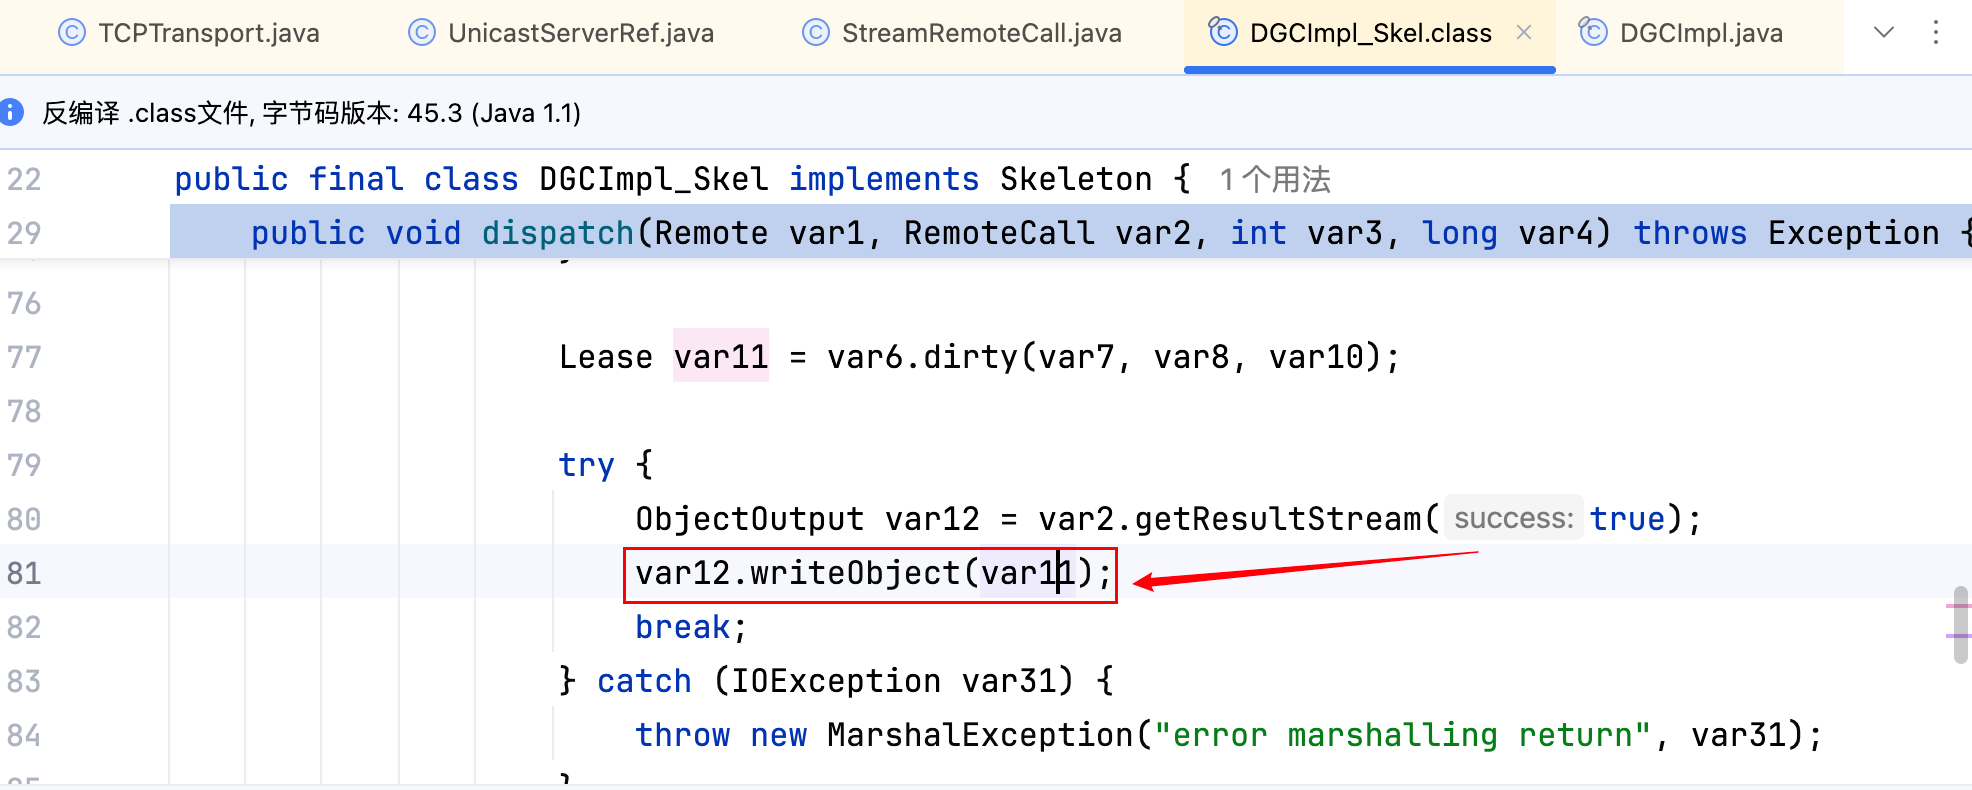 TCPTransport.java UnicastServerRef.java StreamRemoteCall.java DGCImpl_Skel.class DGCImpl.java
反编译 .class文件, 字节码版本: 45.3 (Java 1.1)
22 public final class DGCImpl_Skel implements Skeleton { 1个用法
29 public void dispatch(Remote var1, RemoteCall var2, int var3, long var4) throws Exception {
76
77 Lease var11 = var6.dirty(var7, var8, var10);
78
79 try {
80 ObjectOutput var12 = var2.getResultStream( success: true);
81 var12.writeObject(var11);
82 break;
83 } catch (IOException var31) {
84 throw new MarshalException("error marshalling return", var31);